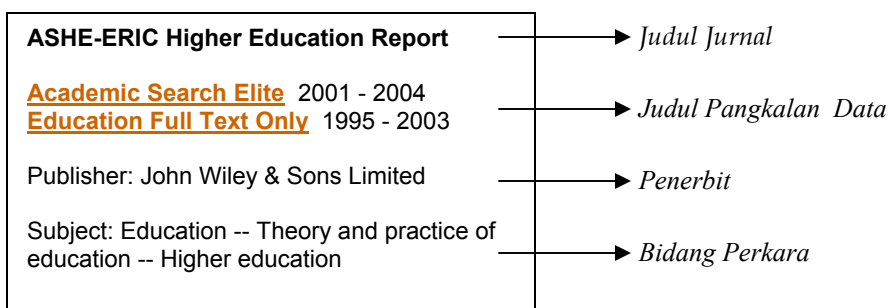 ASHE-ERIC Higher Education Report
Judul Jurnal
Academic Search Elite 2001 - 2004
Education Full Text Only 1995 - 2003
Judul Pangkalan Data
Publisher: John Wiley & Sons Limited
Penerbit
Subject: Education -- Theory and practice of
education -- Higher education
Bidang Perkara